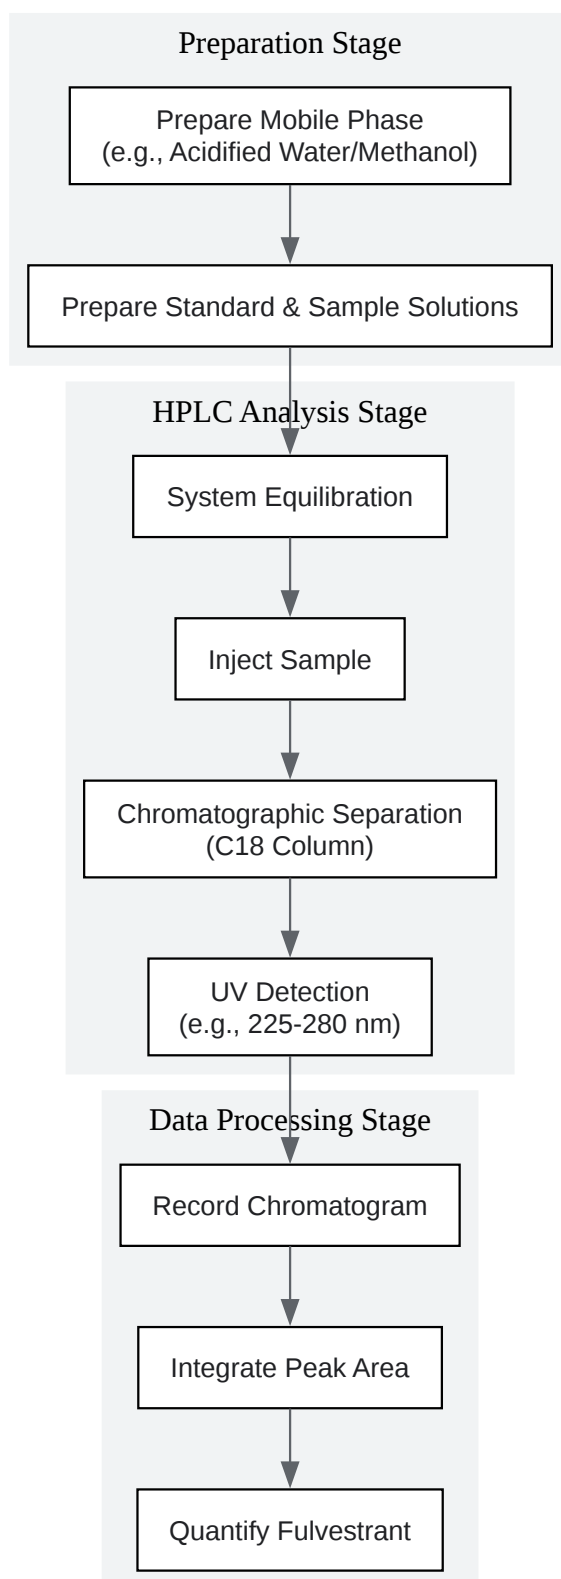 Preparation Stage
Prepare Mobile Phase
(e.g., Acidified Water/Methanol)
Prepare Standard & Sample Solutions
HPLC Analysis Stage
System Equilibration
Inject Sample
Chromatographic Separation
(C18 Column)
UV Detection
(e.g., 225-280 nm)
Data Processing Stage
Record Chromatogram
Integrate Peak Area
Quantify Fulvestrant